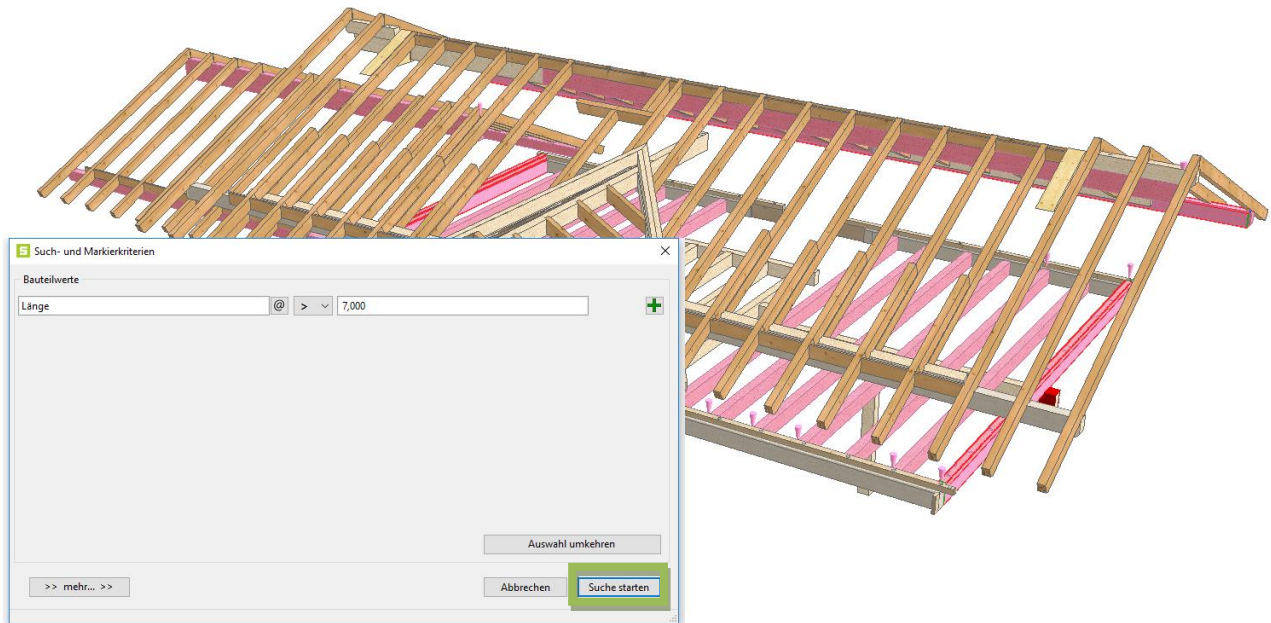 S Such- und Markierkriterien
Bauteilwerte
Länge @ > 7,000
Auswahl umkehren
>> mehr... >> Abbrechen Suche starten